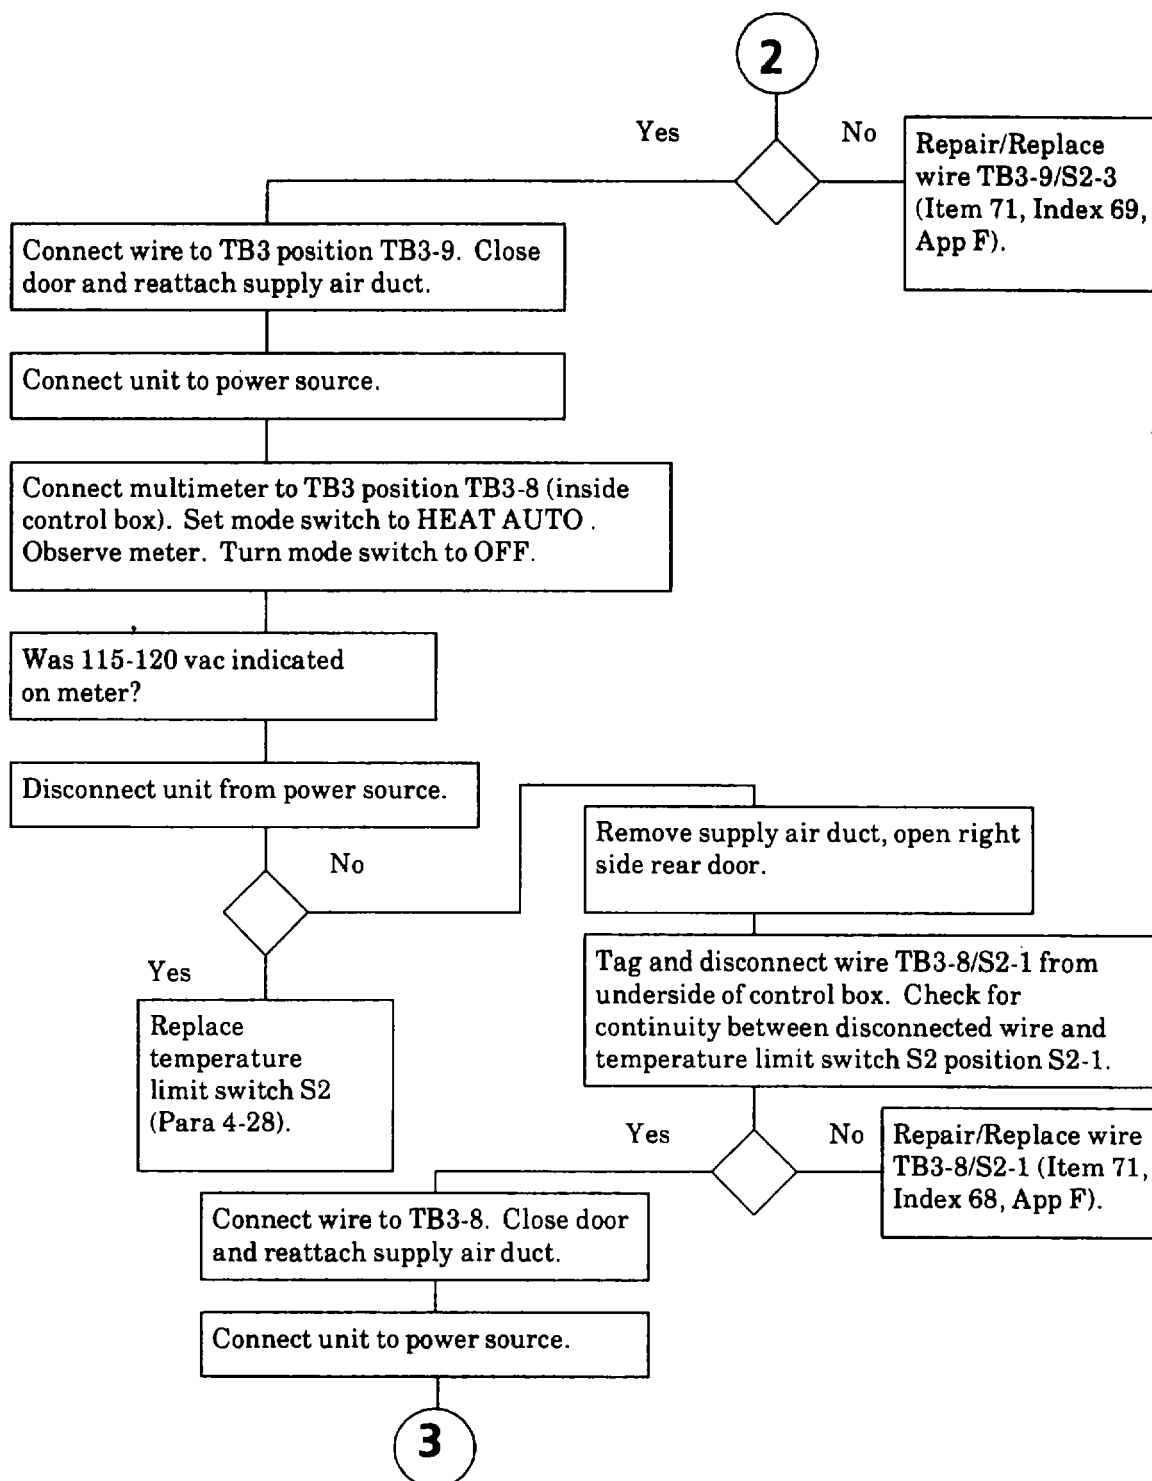 2
Yes
No
Repair/Replace
wire TB3-9/S2-3
(Item 71, Index 69,
App F).
Connect wire to TB3 position TB3-9. Close
door and reattach supply air duct.
Connect unit to power source.
Connect multimeter to TB3 position TB3-8 (inside
control box). Set mode switch to HEAT AUTO .
Observe meter. Turn mode switch to OFF.
Was 115-120 vac indicated
on meter?
Disconnect unit from power source.
No
Yes
Replace
temperature
limit switch S2
(Para 4-28).
Remove supply air duct, open right
side rear door.
Tag and disconnect wire TB3-8/S2-1 from
underside of control box. Check for
continuity between disconnected wire and
temperature limit switch S2 position S2-1.
Yes
No
Repair/Replace wire
TB3-8/S2-1 (Item 71,
Index 68, App F).
Connect wire to TB3-8. Close door
and reattach supply air duct.
Connect unit to power source.
3